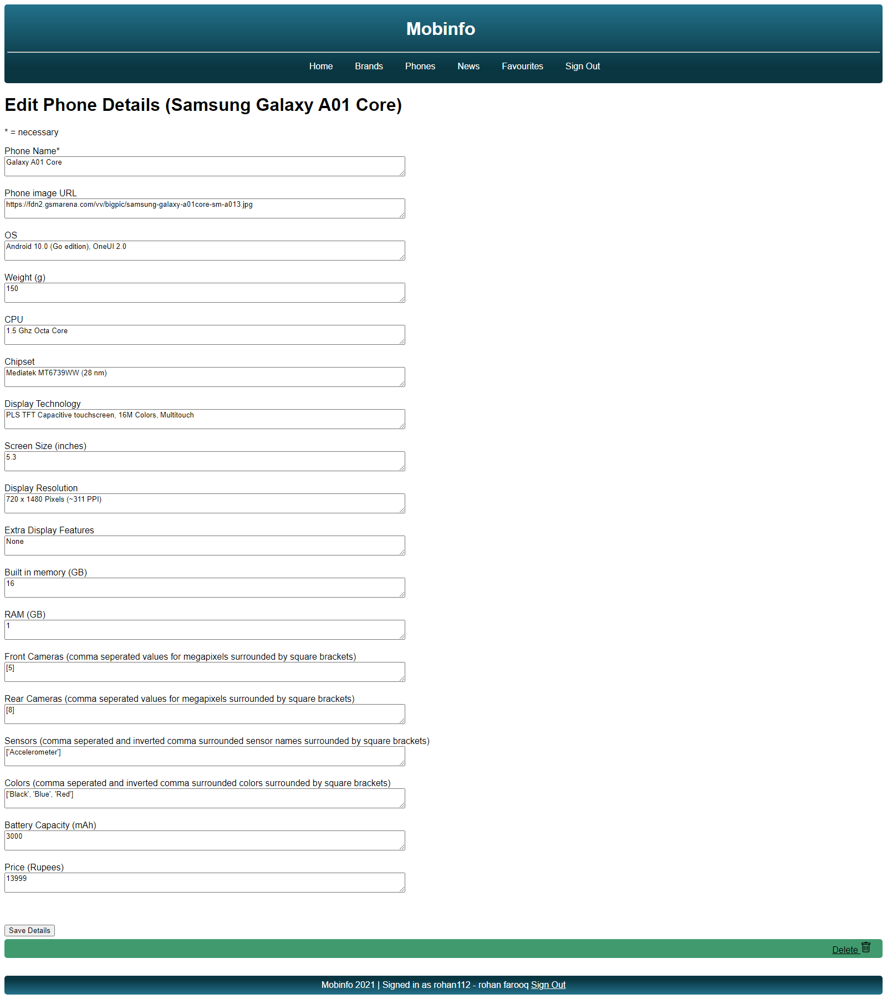 Mobinfo
Home Brands Phones News Favourites Sign Out
Edit Phone Details (Samsung Galaxy A01 Core)
* = necessary
Phone Name*
Galaxy A01 Core
Phone image URL
https://fdn2.gsmarena.com/vv/bigpic/samsung-galaxy-a01core-sm-a013.jpg
OS
Android 10.0 (Go edition), OneUI 2.0
Weight (g)
150
CPU
1.5 Ghz Octa Core
Chipset
Mediatek MT6739WW (28 nm)
Display Technology
PLS TFT Capacitive touchscreen, 16M Colors, Multitouch
Screen Size (inches)
5.3
Display Resolution
720 x 1480 Pixels (~311 PPI)
Extra Display Features
None
Built in memory (GB)
16
RAM (GB)
1
Front Cameras (comma seperated values for megapixels surrounded by square brackets)
[5]
Rear Cameras (comma seperated values for megapixels surrounded by square brackets)
[8]
Sensors (comma seperated and inverted comma surrounded sensor names surrounded by square brackets)
['Accelerometer']
Colors (comma seperated and inverted comma surrounded colors surrounded by square brackets)
['Black', 'Blue', 'Red']
Battery Capacity (mAh)
3000
Price (Rupees)
13999
Save Details
Delete
Mobinfo 2021 | Signed in as rohan112 - rohan farooq Sign Out